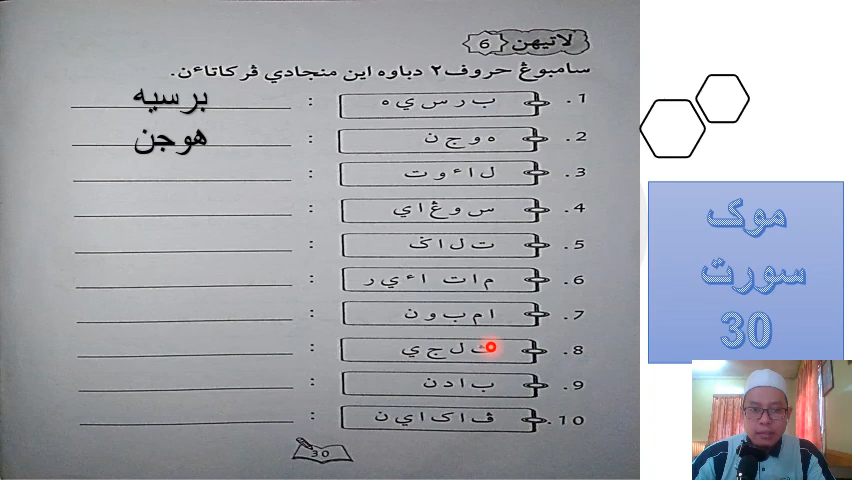 لاتيهن 6
سامبوڠ حروف٢ دباوه اين منجادي ڤركاتاءن.
1. ب ر س ي ه : برسيه
2. ه و ج ن : هوجن
3. ل ا ء و ت :
4. س و ڠ ا ي :
5. ت ل ا ݢ :
6. م ا ت ا ء ي ر :
7. ا م ب و ن :
8. ل ج ي :
9. ب ا د ن :
10. ڤ ا ك ا ي ن :
30
موک
سورت
30